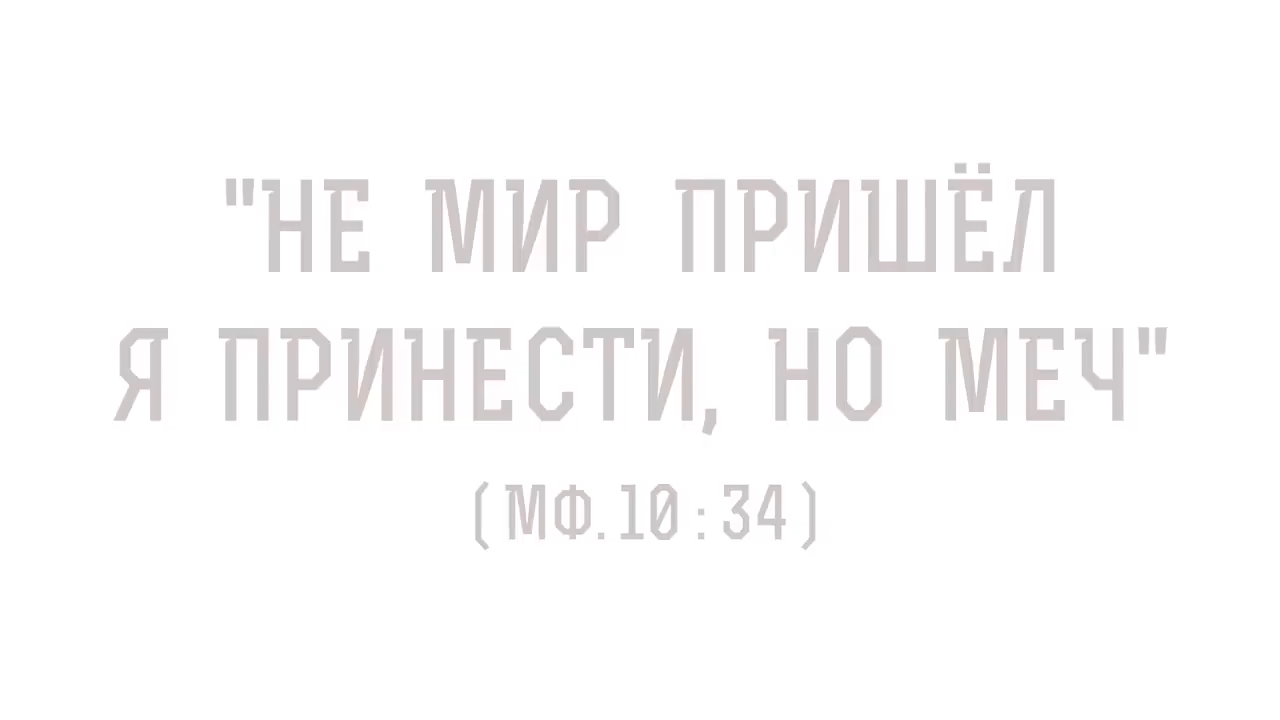 "НЕ МИР ПРИШЁЛ
Я ПРИНЕСТИ, НО МЕЧ"
(МФ.10:34)